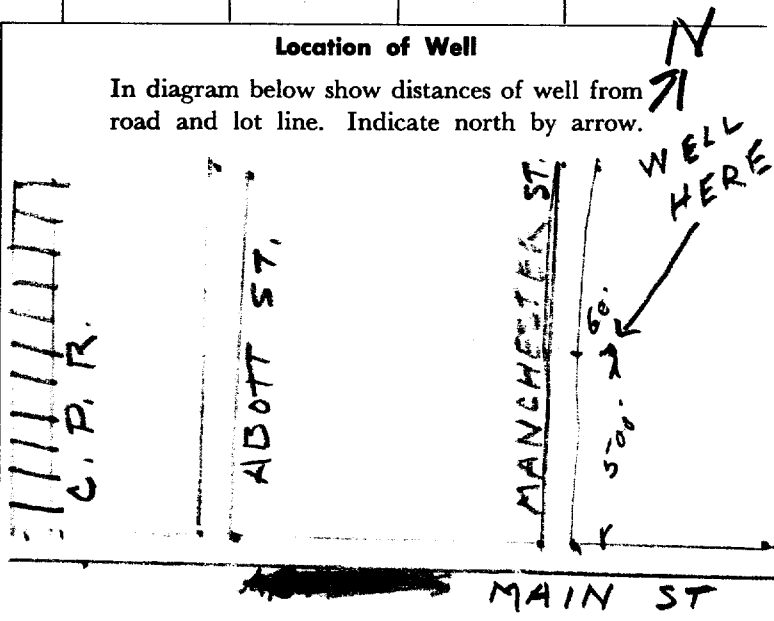 Location of Well
N
In diagram below show distances of well from
road and lot line. Indicate north by arrow.
WELL
HERE
C.P.R.
ABOTT ST.
MANCHESTER ST.
60'
500'
MAIN ST